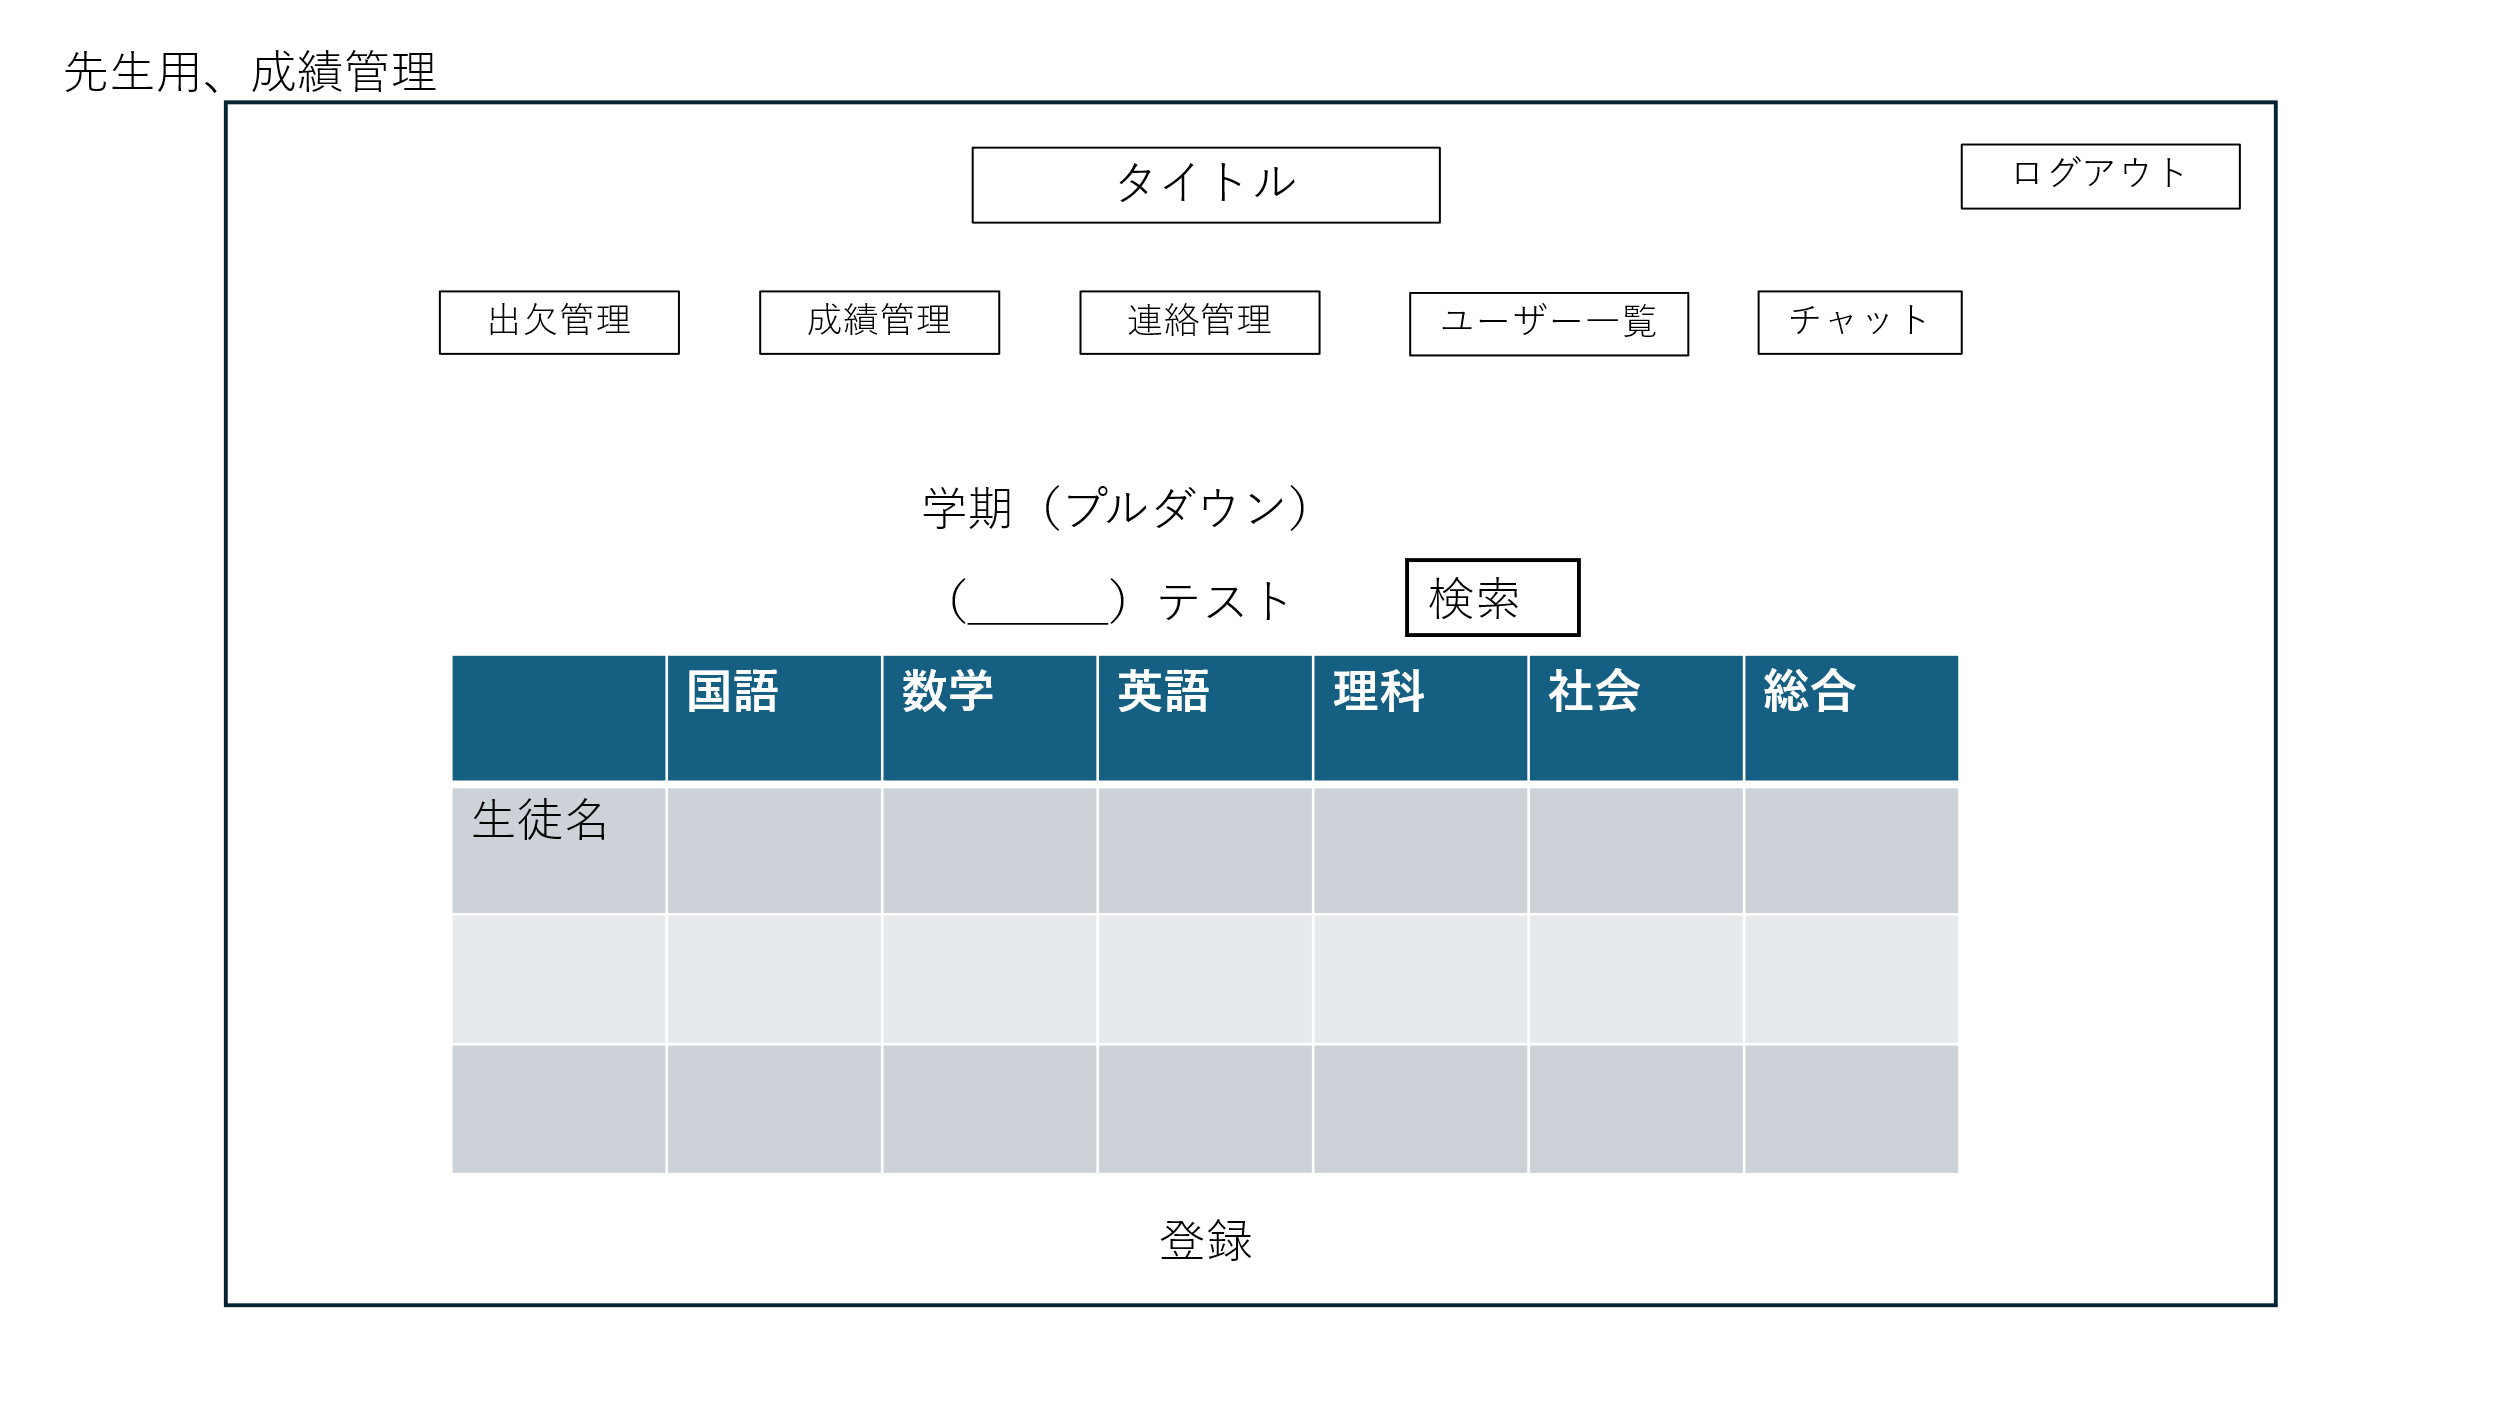 先生用、成績管理
タイトル
ログアウト
出欠管理
成績管理
連絡管理
ユーザー一覧
チャット
学期（プルダウン）
（______）テスト
検索
国語 数学 英語 理科 社会 総合
生徒名
登録